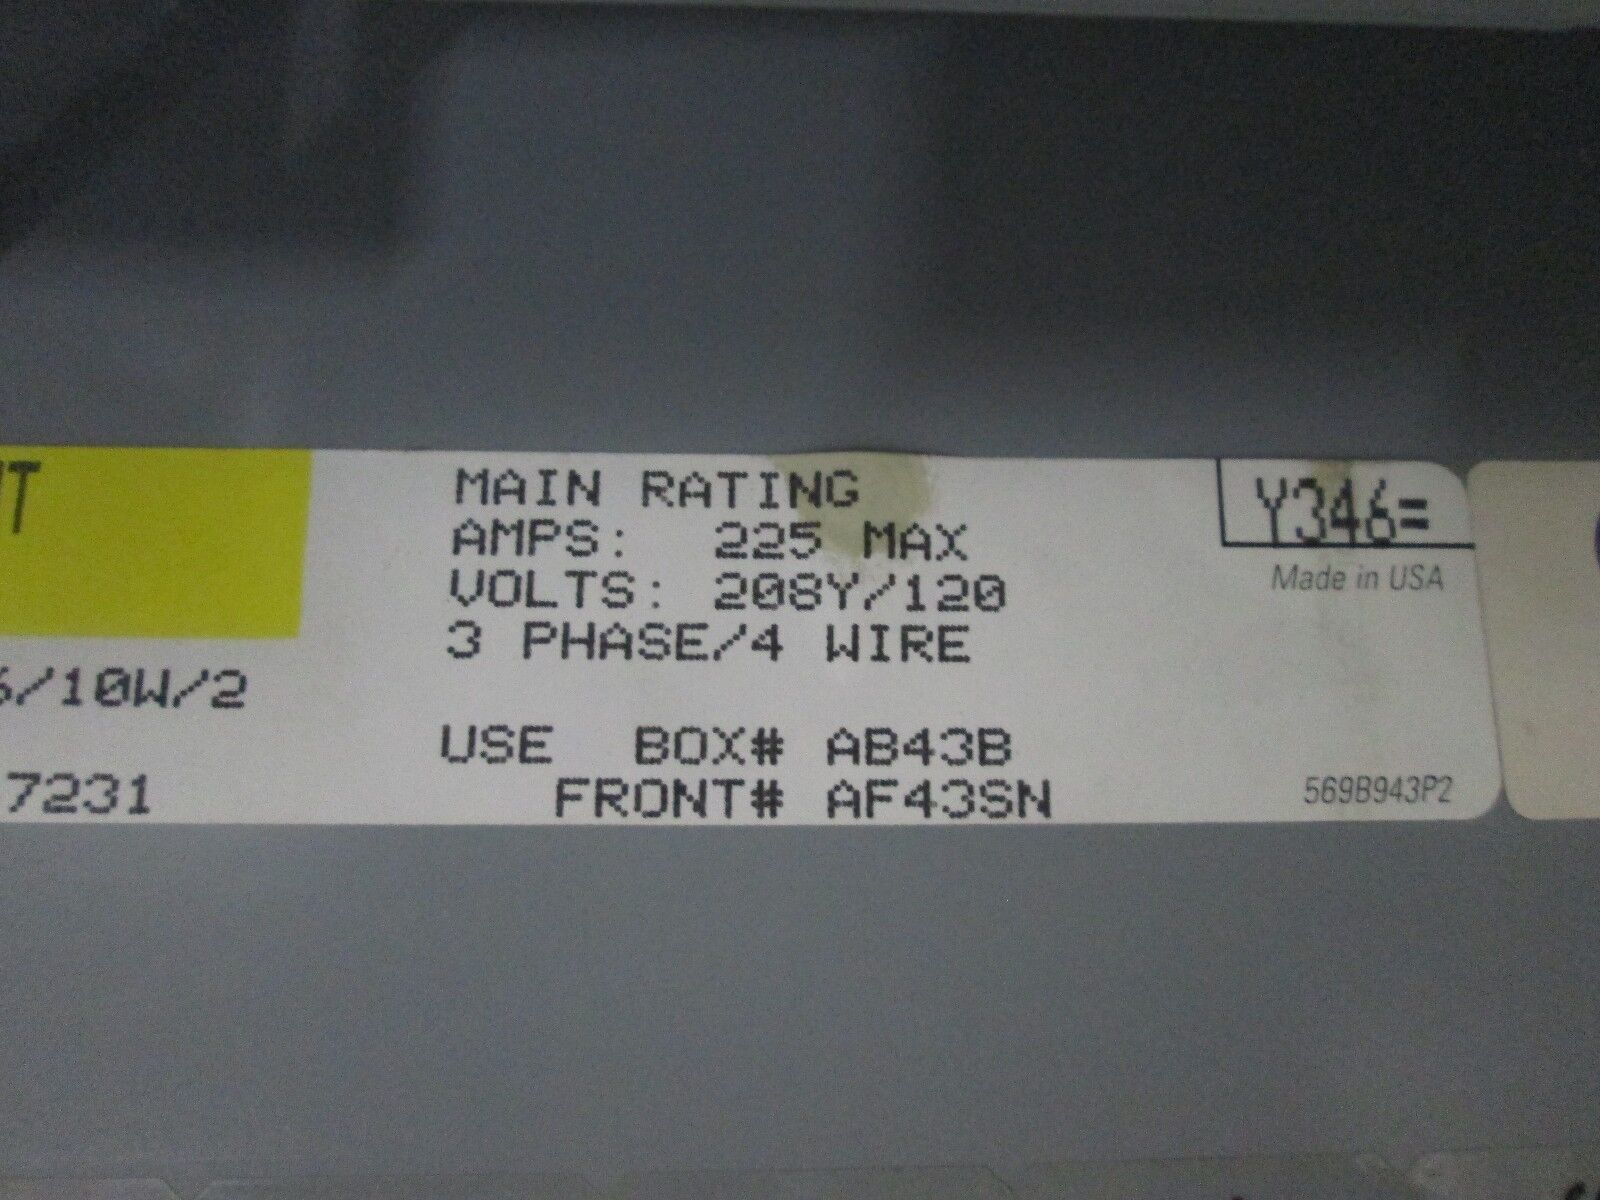 MAIN RATING
AMPS: 225 MAX
VOLTS: 208Y/120
3 PHASE/4 WIRE
/10W/2
USE BOX# AB43B
7231
FRONT# AF43SN
Y346=
Made in USA
569B943P2